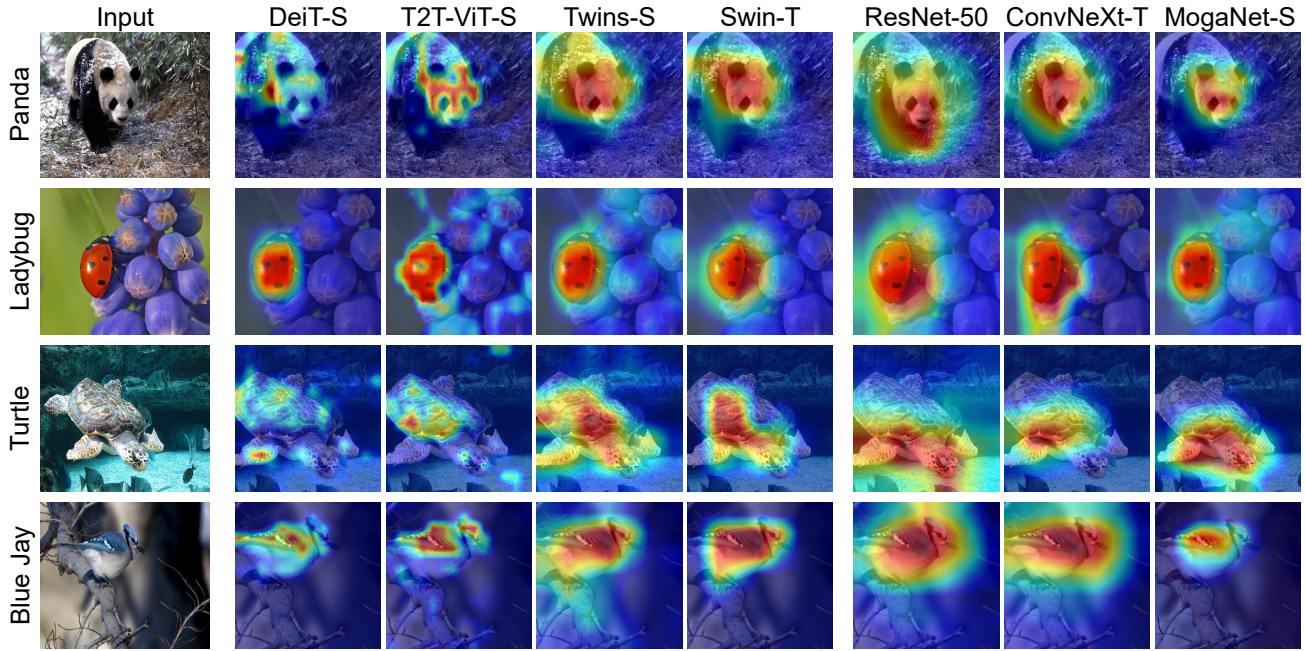 Input DeiT-S T2T-ViT-S Twins-S Swin-T ResNet-50 ConvNeXt-T MogaNet-S
Panda
Ladybug
Turtle
Blue Jay